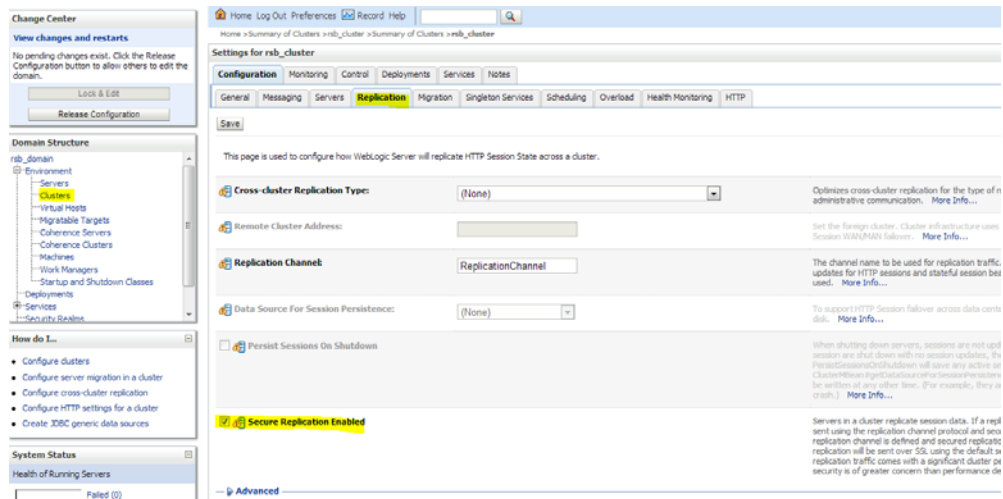 Change Center
View changes and restarts
No pending changes exist. Click the Release
Configuration button to allow others to edit the
domain.
Lock & Edit
Release Configuration
Domain Structure
rsb_domain
Environment
Servers
Clusters
Virtual Hosts
Migratable Targets
Coherence Servers
Coherence Clusters
Machines
Work Managers
Startup and Shutdown Classes
Deployments
Services
Security Realms
How do I...
Configure clusters
Configure server migration in a cluster
Configure cross-cluster replication
Configure HTTP settings for a cluster
Create JDBC generic data sources
System Status
Health of Running Servers
Failed (0)
Home Log Out Preferences Record Help
Home >Summary of Clusters >rsb_cluster >Summary of Clusters >rsb_cluster
Settings for rsb_cluster
Configuration Monitoring Control Deployments Services Notes
General Messaging Servers Replication Migration Singleton Services Scheduling Overload Health Monitoring HTTP
Save
This page is used to configure how WebLogic Server will replicate HTTP Session State across a cluster.
Cross-cluster Replication Type: (None)
Optimizes cross-cluster replication for the type of
administrative communication. More Info...
Remote Cluster Address:
Set the foreign cluster. Cluster infrastructure uses
Session WAN/MAN failover. More Info...
Replication Channel: ReplicationChannel
The channel name to be used for replication traffic.
updates for HTTP sessions and stateful session
used. More Info...
Data Source For Session Persistence: (None)
To support HTTP Session failover across data
disk. More Info...
Persist Sessions On Shutdown
When shutting down servers, sessions are not
session are shut down with no session updates,
PersistSessionsOnShutdown will save any active
ClusterMBean#getDataSourceForSessionPersistence
be written at any other time. (For example, they
crash.) More Info...
Secure Replication Enabled
Servers in a cluster replicate session data. If a
sent using the replication channel protocol and
replication channel is defined and secured
replication will be sent over SSL using the default
replication traffic comes with a significant cluster
security is of greater concern than performance
Advanced